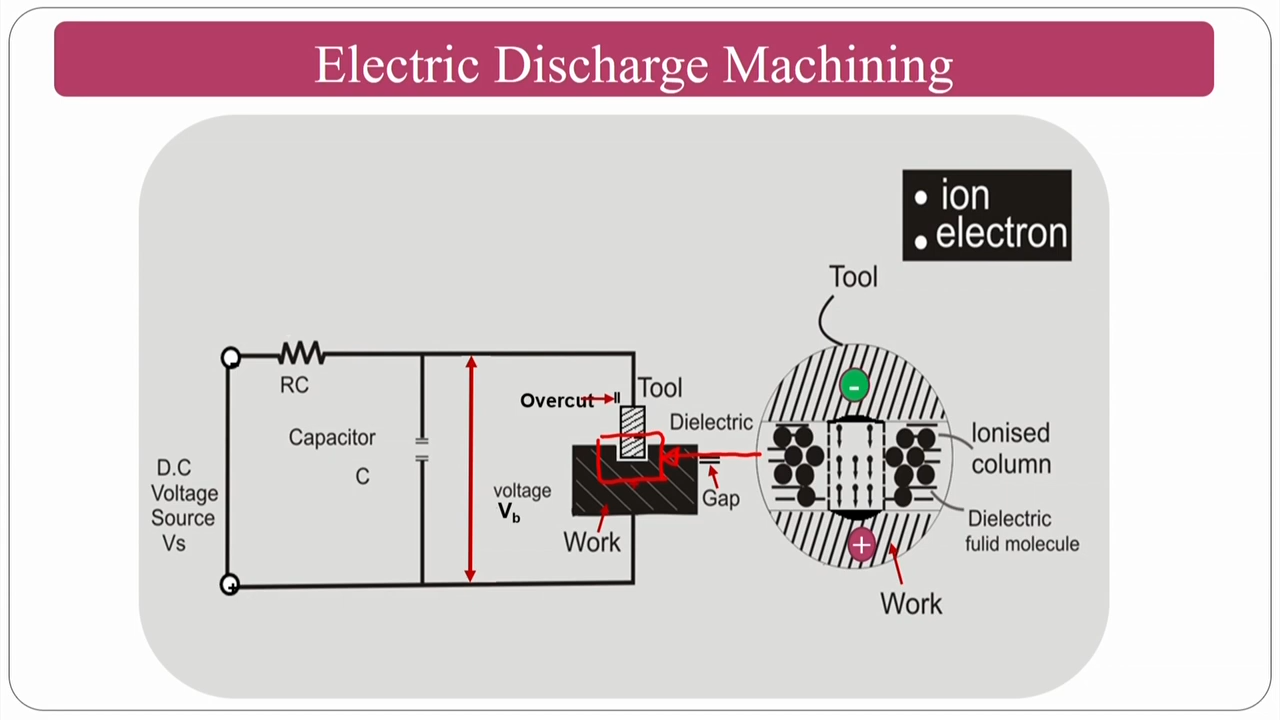 Electric Discharge Machining
• ion
• electron
Tool
RC
Overcut
Tool
Dielectric
Capacitor
C
Ionised
column
D.C
Voltage
Source
Vs
voltage
Vb
Gap
Work
Dielectric
fulid molecule
-
+
-
+
Work